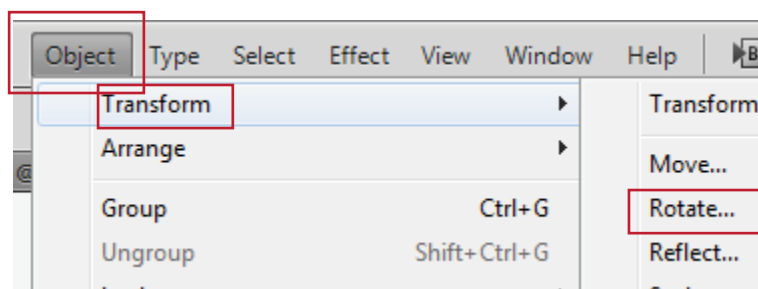 Object Type Select Effect View Window Help
Transform Transform
Arrange
Move...
Group Ctrl+G Rotate...
Ungroup Shift+Ctrl+G Reflect...